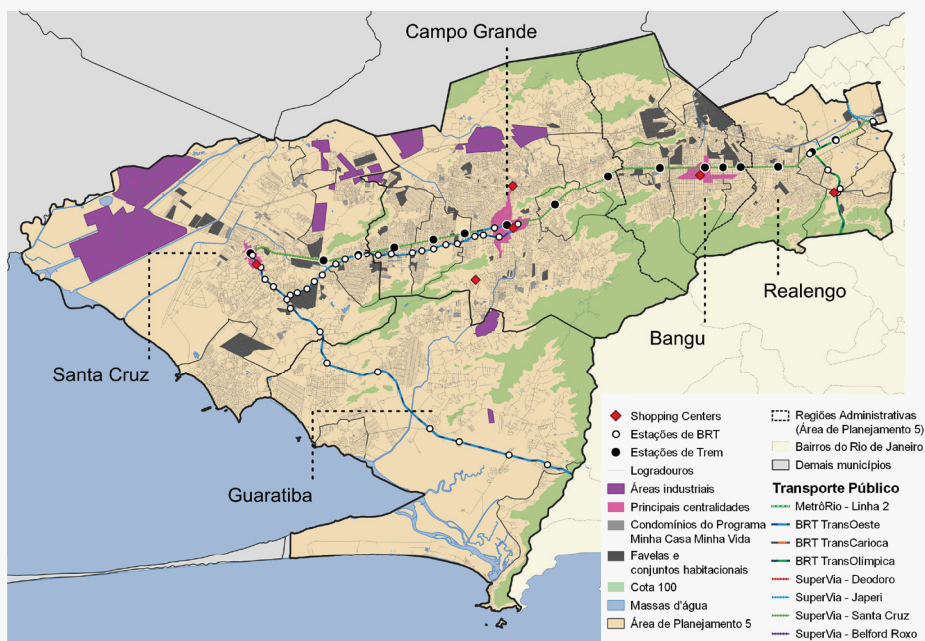 Campo Grande
Realengo
Bangu
Santa Cruz
Guaratiba
Shopping Centers
Estações de BRT
Estações de Trem
Logradouros
Áreas industriais
Principais centralidades
Condomínios do Programa
Minha Casa Minha Vida
Favelas e
conjuntos habitacionais
Cota 100
Massas d'água
Área de Planejamento 5
Regiões Administrativas
(Área de Planejamento 5)
Bairros do Rio de Janeiro
Demais municípios
Transporte Público
MetrôRio - Linha 2
BRT TransOeste
BRT TransCarioca
BRT TransOlímpica
SuperVia - Deodoro
SuperVia - Japeri
SuperVia - Santa Cruz
SuperVia - Belford Roxo